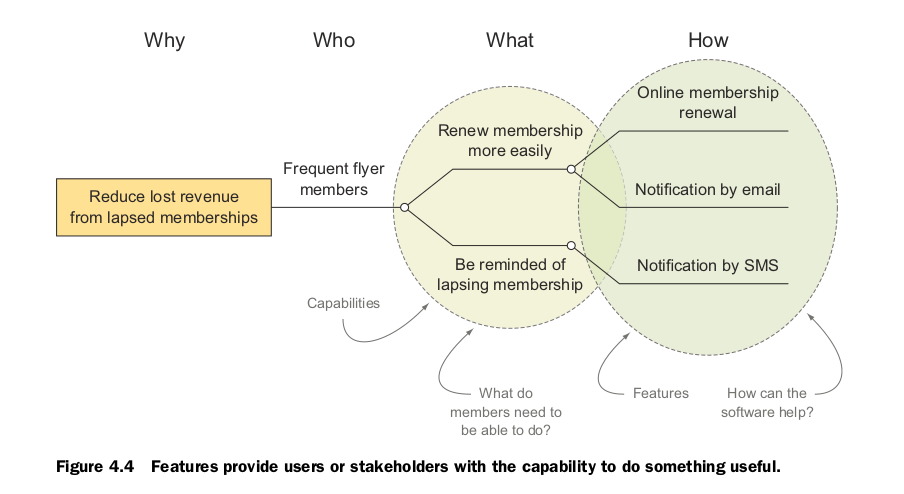 Why
Who
What
How
Reduce lost revenue
from lapsed memberships
Frequent flyer
members
Renew membership
more easily
Be reminded of
lapsing membership
Online membership
renewal
Notification by email
Notification by SMS
Capabilities
What do
members need to
be able to do?
Features
How can the
software help?
Figure 4.4 Features provide users or stakeholders with the capability to do something useful.